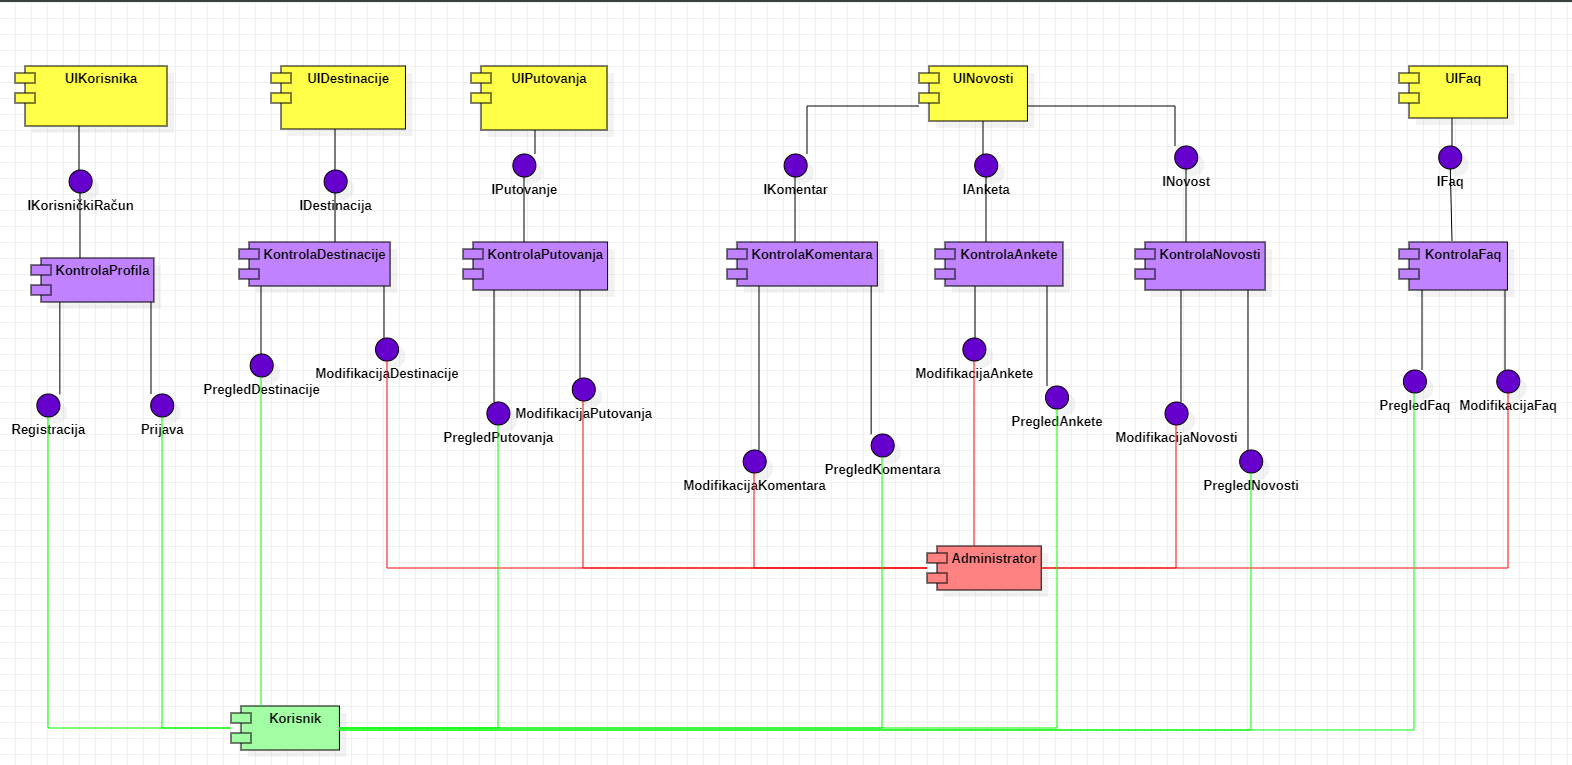 UIKorisnika
UIDestinacije
UIPutovanja
UINovosti
UIFaq
IKorisničkiRačun
IDestinacija
IPutovanje
IKomentar
IAnketa
INovost
IFaq
KontrolaProfila
KontrolaDestinacije
KontrolaPutovanja
KontrolaKomentara
KontrolaAnkete
KontrolaNovosti
KontrolaFaq
Registracija
Prijava
PregledDestinacije
ModifikacijaDestinacije
PregledPutovanja
ModifikacijaPutovanja
ModifikacijaKomentara
PregledKomentara
ModifikacijaAnkete
PregledAnkete
ModifikacijaNovosti
PregledNovosti
PregledFaq
ModifikacijaFaq
Administrator
Korisnik